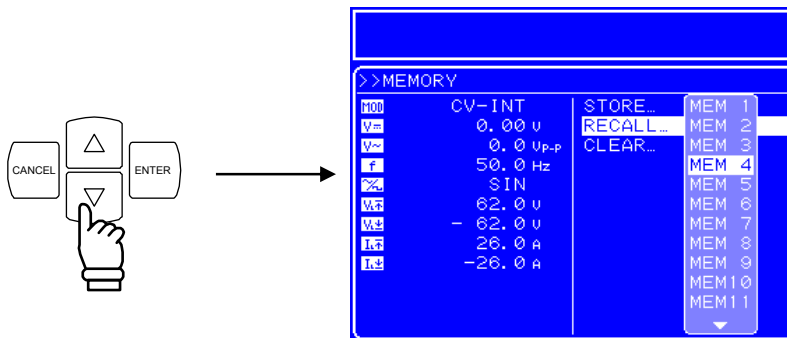 CANCEL
ENTER
>>MEMORY
MOD CV-INT
V= 0.00 V
V~ 0.0 Vp-p
f 50.0 Hz
SIN
62.0 V
- 62.0 V
26.0 A
-26.0 A
STORE…
RECALL…
CLEAR…
MEM 1
MEM 2
MEM 3
MEM 4
MEM 5
MEM 6
MEM 7
MEM 8
MEM 9
MEM10
MEM11